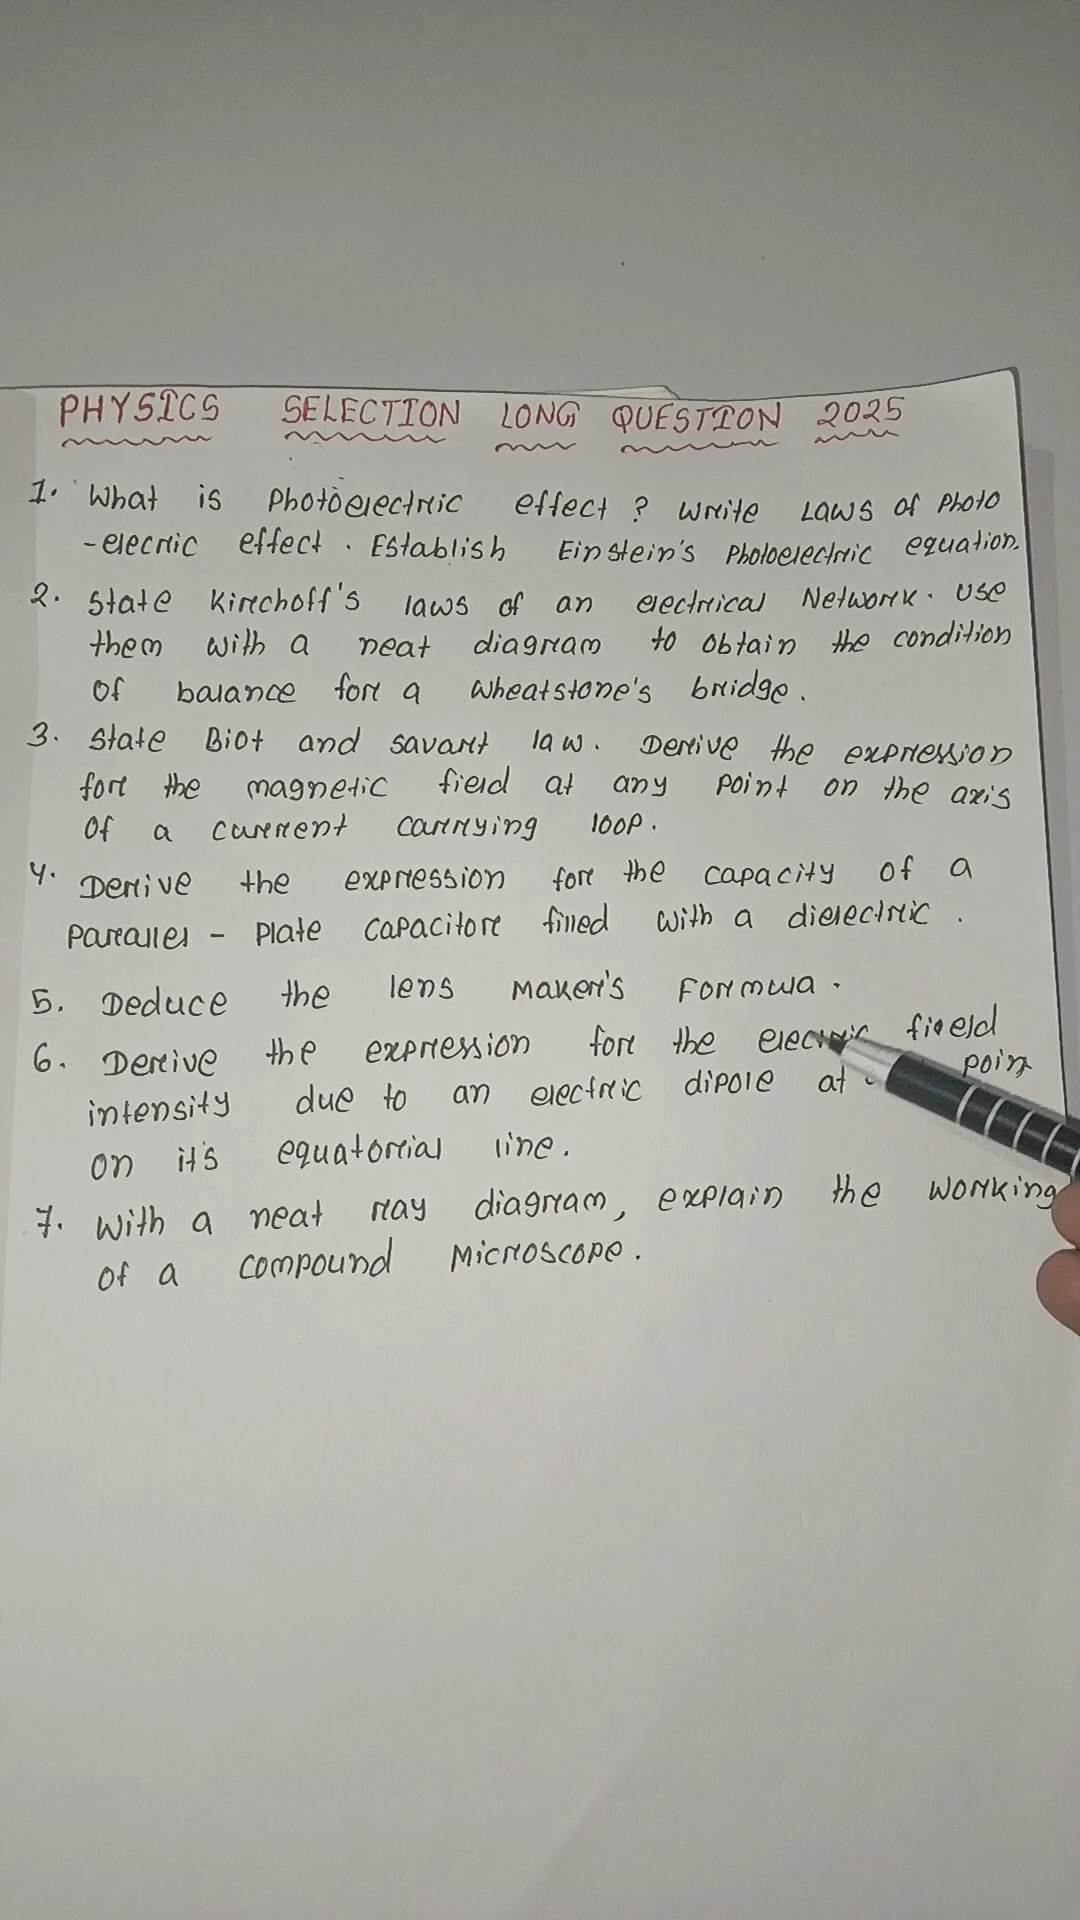 PHYSICS SELECTION LONG QUESTION 2025
1. What is Photoelectric effect ? Write Laws of Photo
-elecric effect. Establish Einstein's Photoelectric equation.
2. State Kirchoff's laws of an electrical Network. Use
them with a neat diagram to obtain the condition
of balance for a Wheatstone's bridge.
3. State Biot and savart law. Derive the expression
for the magnetic field at any point on the axis
of a current carrying loop.
4. Derive the expression for the capacity of a
Parallel - Plate capacitor filled with a dielectric.
5. Deduce the lens Maker's Formula.
6. Derive the expression for the electric fireld
intensity due to an electric dipole at point
on it's equatorial line.
7. With a neat ray diagram, explain the working
of a compound Microscope.